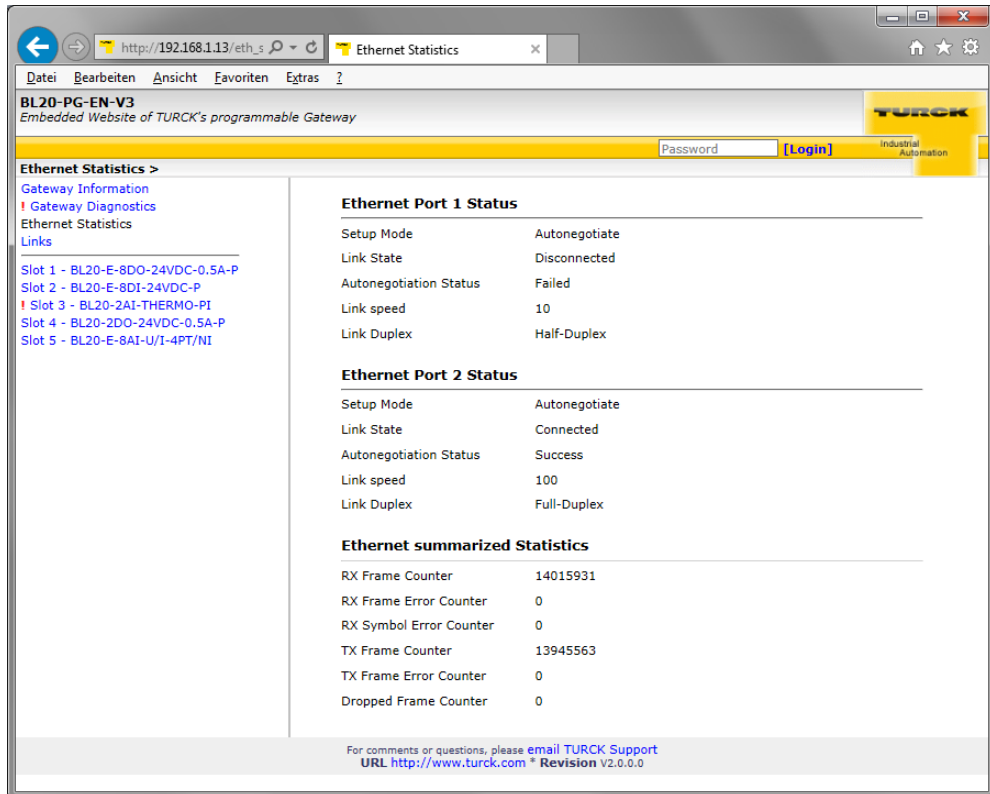 http://192.168.1.13/eth_s
Ethernet Statistics
Datei Bearbeiten Ansicht Favoriten Extras ?
BL20-PG-EN-V3
Embedded Website of TURCK's programmable Gateway
TURCK
Password [Login]
Industrial
Automation
Ethernet Statistics >
Gateway Information
! Gateway Diagnostics
Ethernet Statistics
Links
Slot 1 - BL20-E-8DO-24VDC-0.5A-P
Slot 2 - BL20-E-8DI-24VDC-P
! Slot 3 - BL20-2AI-THERMO-PI
Slot 4 - BL20-2DO-24VDC-0.5A-P
Slot 5 - BL20-E-8AI-U/I-4PT/NI
Ethernet Port 1 Status
Setup Mode Autonegotiate
Link State Disconnected
Autonegotiation Status Failed
Link speed 10
Link Duplex Half-Duplex
Ethernet Port 2 Status
Setup Mode Autonegotiate
Link State Connected
Autonegotiation Status Success
Link speed 100
Link Duplex Full-Duplex
Ethernet summarized Statistics
RX Frame Counter 14015931
RX Frame Error Counter 0
RX Symbol Error Counter 0
TX Frame Counter 13945563
TX Frame Error Counter 0
Dropped Frame Counter 0
For comments or questions, please email TURCK Support
URL http://www.turck.com * Revision V2.0.0.0